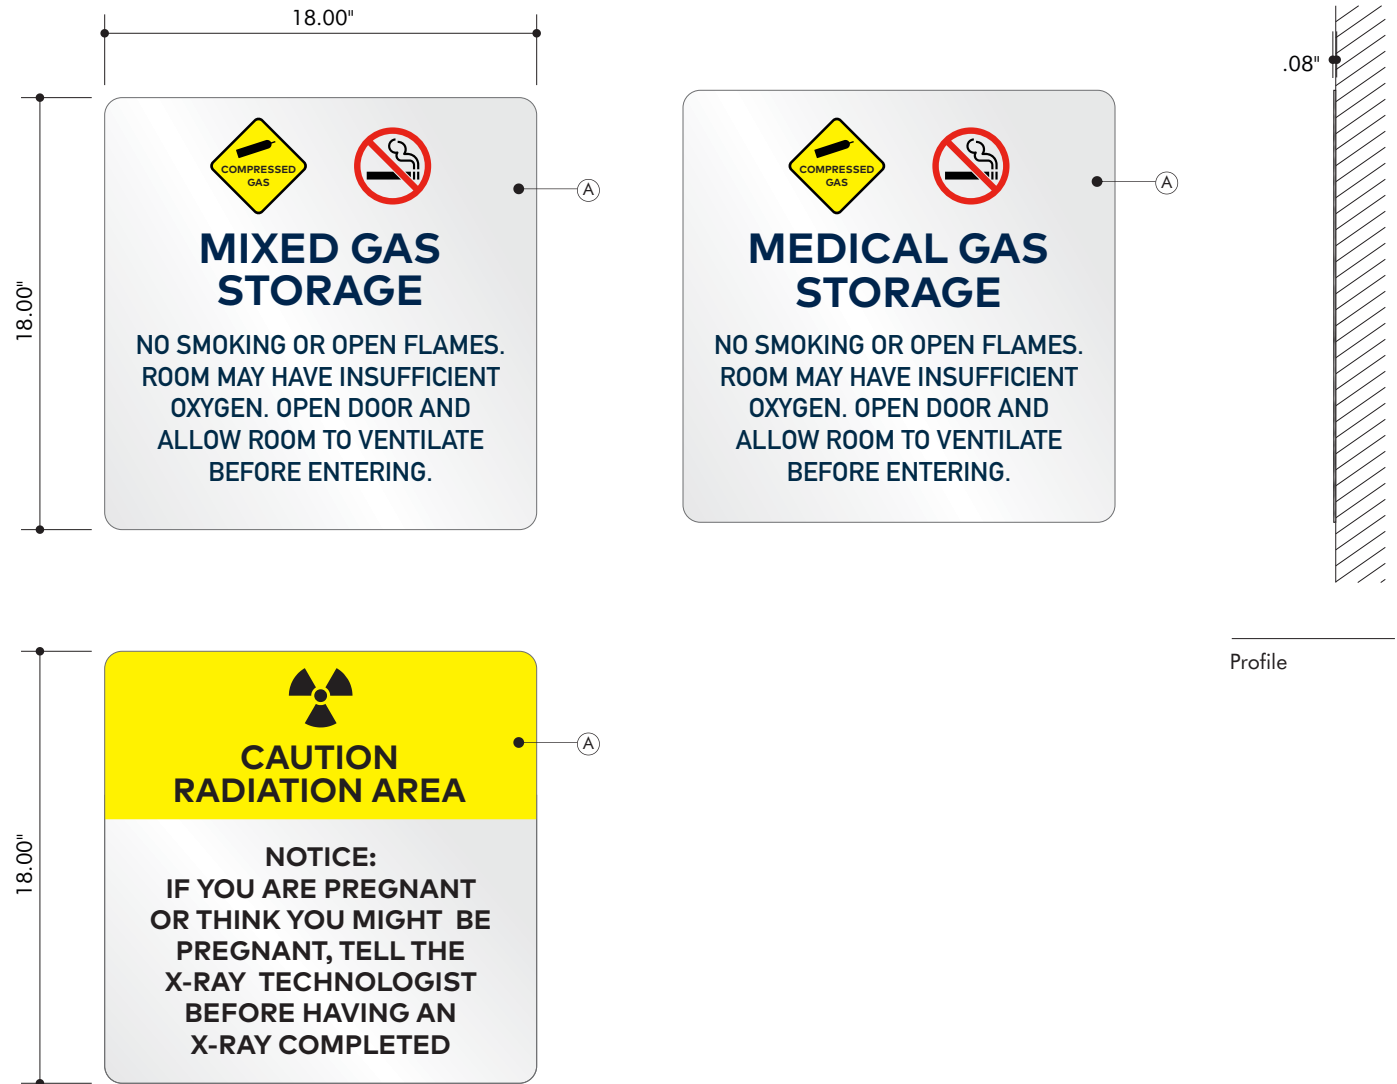 18.00"
.08"
18.00"
COMPRESSED
GAS
A
MIXED GAS
STORAGE
NO SMOKING OR OPEN FLAMES.
ROOM MAY HAVE INSUFFICIENT
OXYGEN. OPEN DOOR AND
ALLOW ROOM TO VENTILATE
BEFORE ENTERING.
COMPRESSED
GAS
A
MEDICAL GAS
STORAGE
NO SMOKING OR OPEN FLAMES.
ROOM MAY HAVE INSUFFICIENT
OXYGEN. OPEN DOOR AND
ALLOW ROOM TO VENTILATE
BEFORE ENTERING.
Profile
18.00"
A
CAUTION
RADIATION AREA
NOTICE:
IF YOU ARE PREGNANT
OR THINK YOU MIGHT BE
PREGNANT, TELL THE
X-RAY TECHNOLOGIST
BEFORE HAVING AN
X-RAY COMPLETED